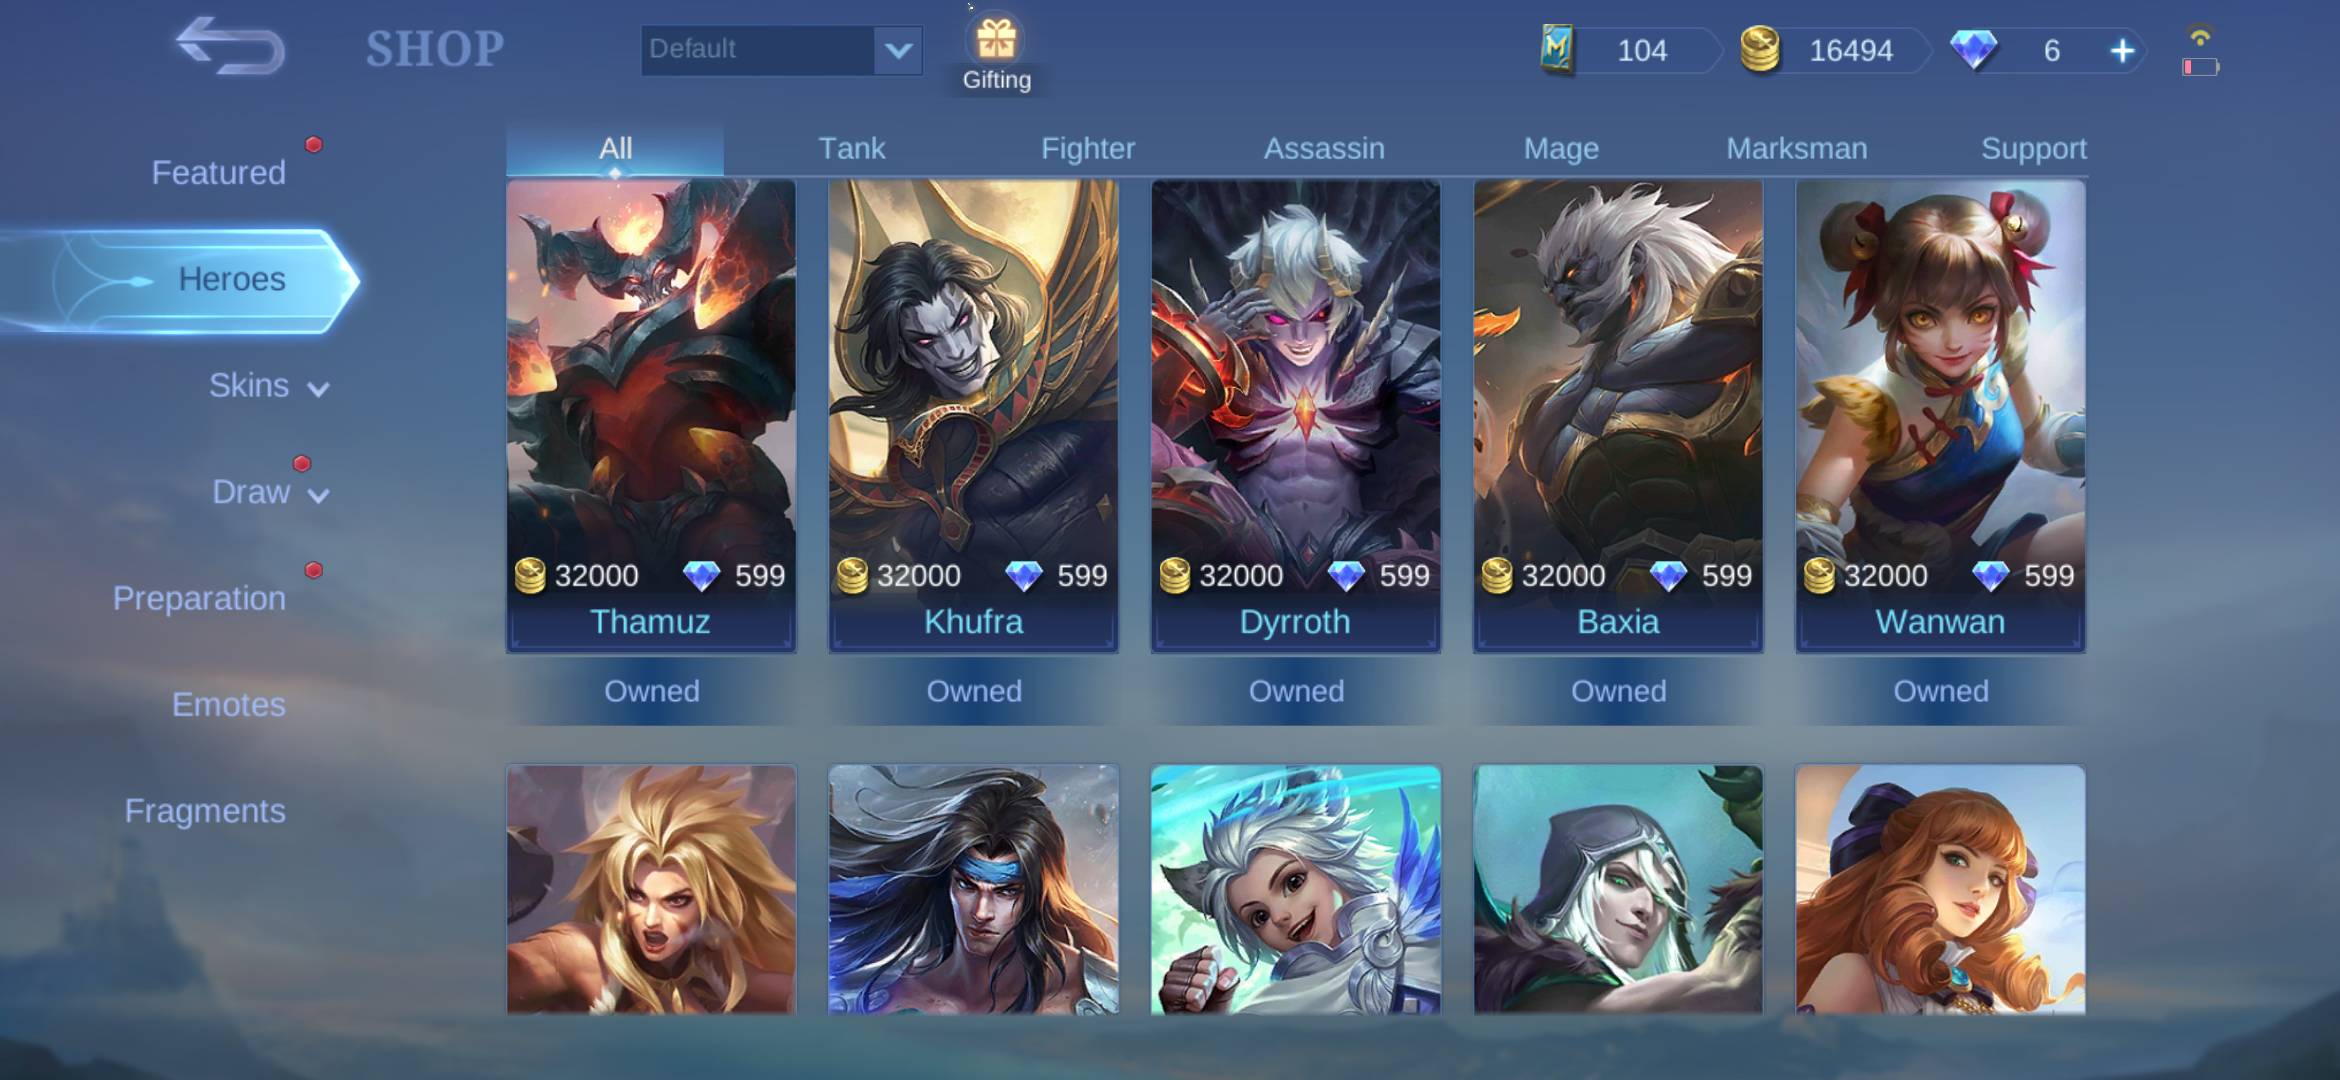 SHOP
Default
Gifting
104
16494
6
Featured
Heroes
Skins
Draw
Preparation
Emotes
Fragments
All Tank Fighter Assassin Mage Marksman Support
32000 599 32000 599 32000 599 32000 599 32000 599
Thamuz Khufra Dyrroth Baxia Wanwan
Owned Owned Owned Owned Owned